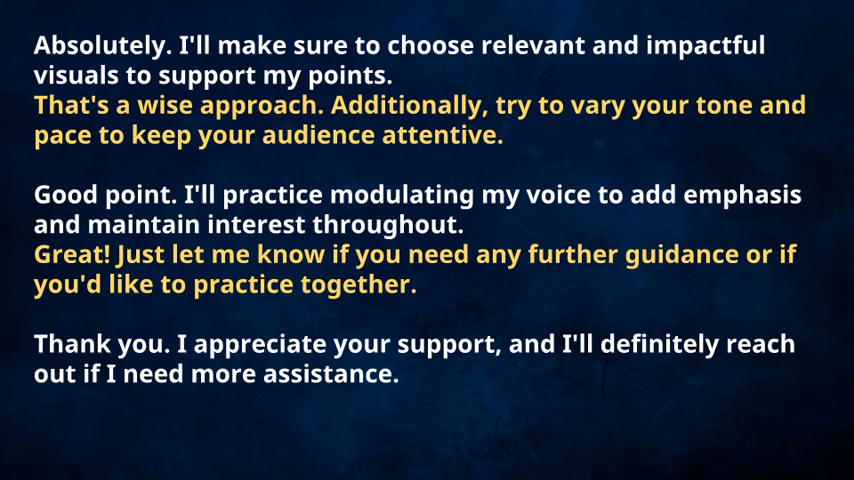 Absolutely. I'll make sure to choose relevant and impactful
visuals to support my points.
That's a wise approach. Additionally, try to vary your tone and
pace to keep your audience attentive.
Good point. I'll practice modulating my voice to add emphasis
and maintain interest throughout.
Great! Just let me know if you need any further guidance or if
you'd like to practice together.
Thank you. I appreciate your support, and I'll definitely reach
out if I need more assistance.